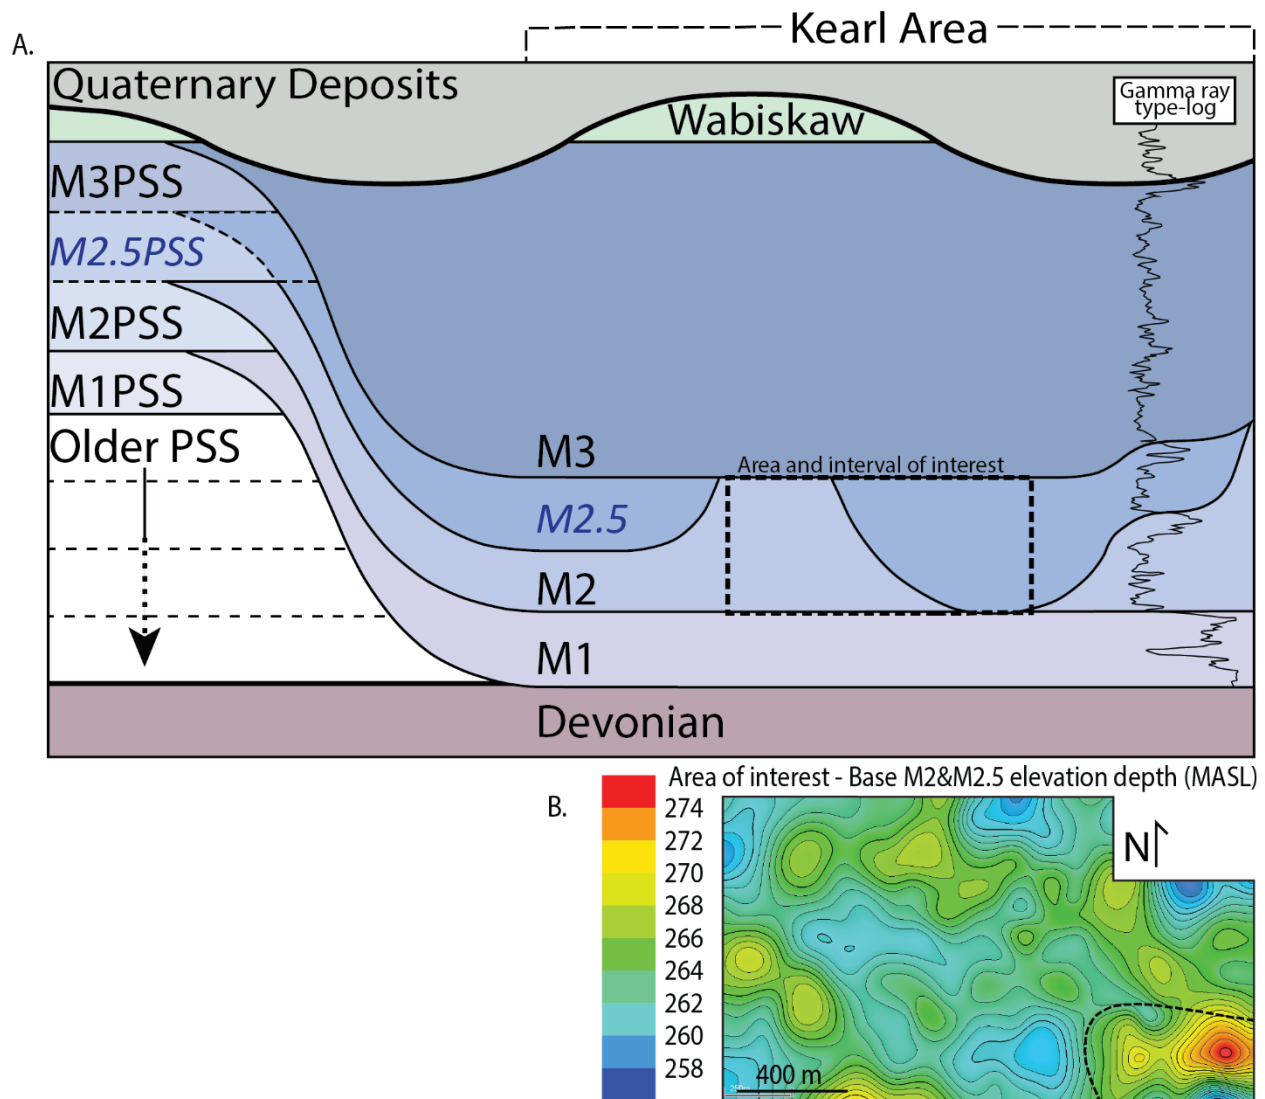 A.
Kearl Area
Quaternary Deposits
Gamma ray
type-log
Wabiskaw
M3PSS
M2.5PSS
M2PSS
M1PSS
Older PSS
M3
Area and interval of interest
M2.5
M2
M1
Devonian
B.
Area of interest - Base M2&M2.5 elevation depth (MASL)
274
272
270
268
266
264
262
260
258
N
400 m